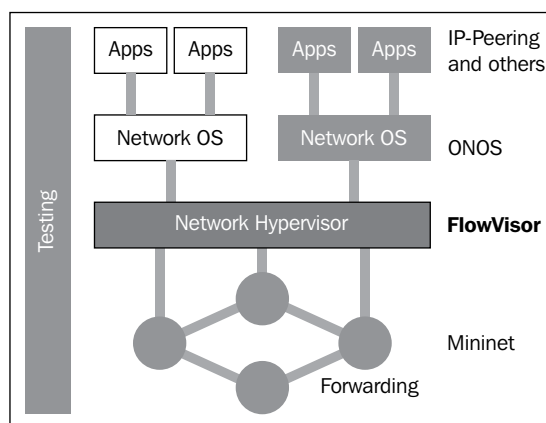 Testing
Apps
Apps
Apps
Apps
IP-Peering
and others
Network OS
Network OS
ONOS
Network Hypervisor
FlowVisor
Mininet
Forwarding